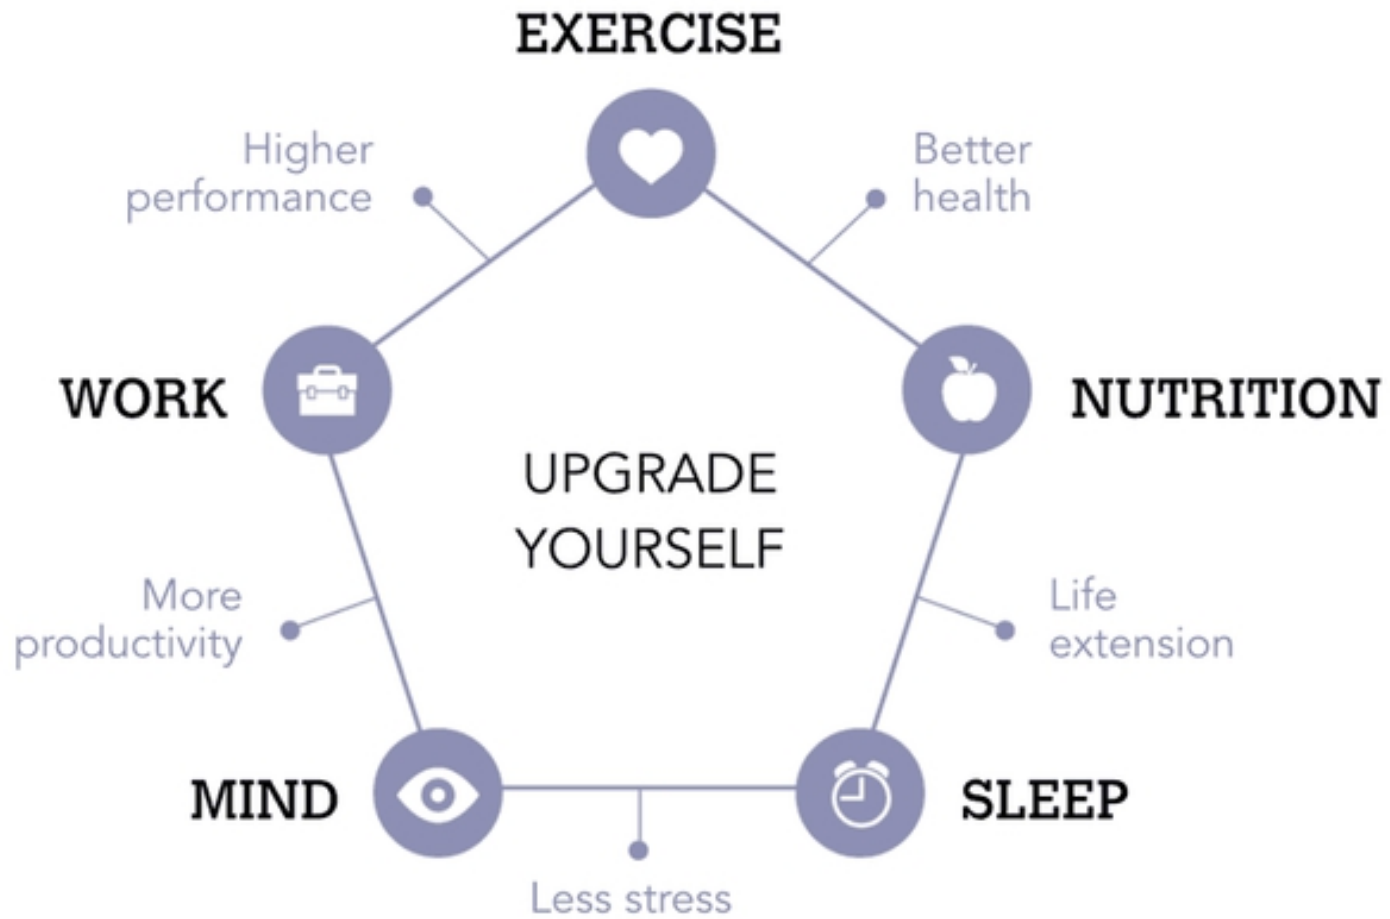 EXERCISE
Higher
performance
Better
health
WORK
NUTRITION
UPGRADE
YOURSELF
More
productivity
Life
extension
MIND
SLEEP
Less stress